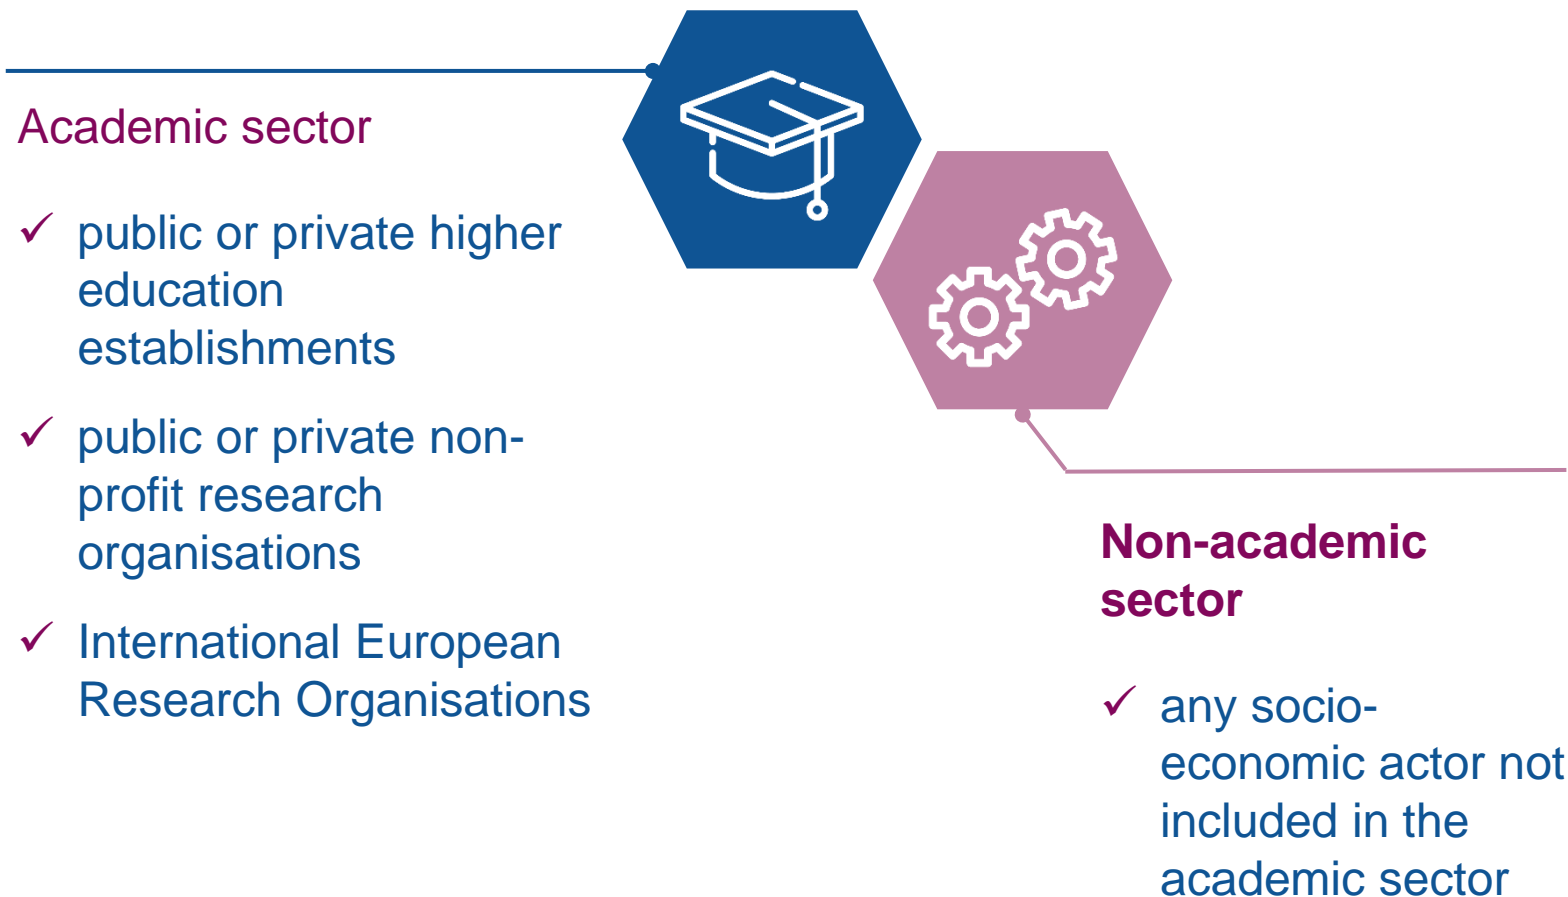 Academic sector
✓ public or private higher
education
establishments
✓ public or private non-
profit research
organisations
✓ International European
Research Organisations
Non-academic
sector
✓ any socio-
economic actor not
included in the
academic sector